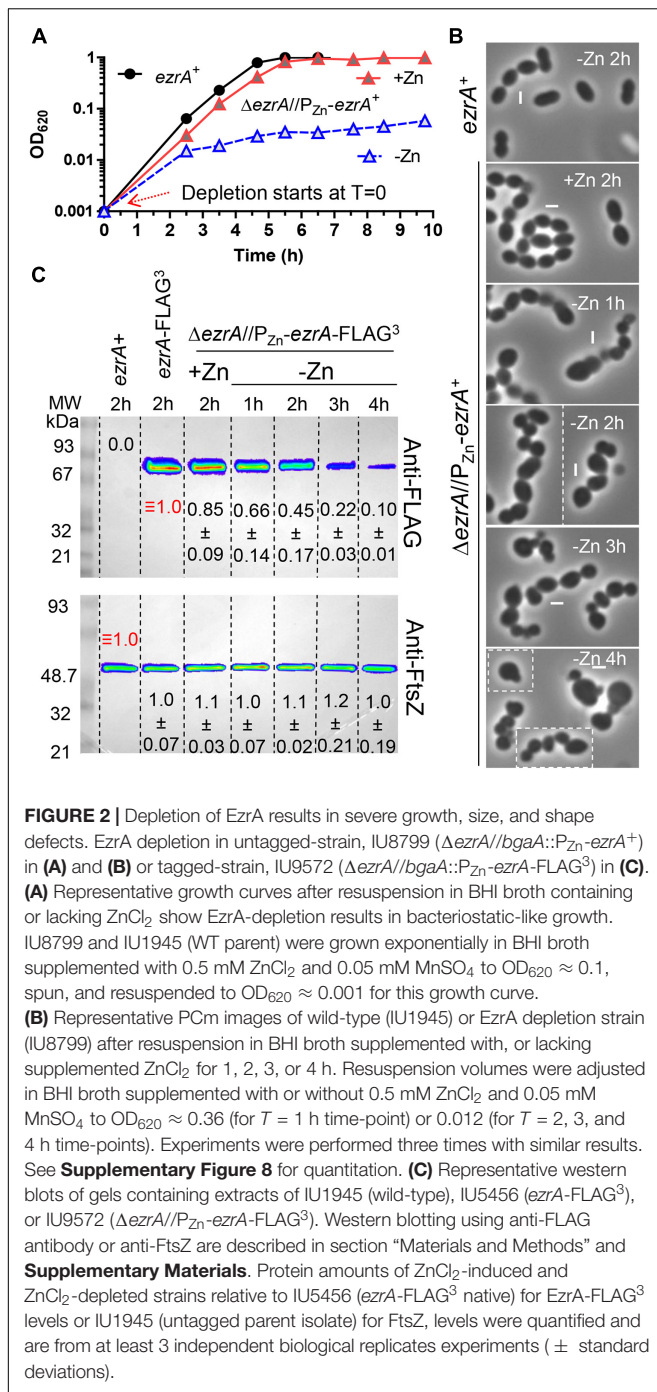 A
B
ezrA⁺
+Zn
ΔezrA//P_Zn-ezrA⁺
-Zn
Depletion starts at T=0
OD₆₂₀
1
0.1
0.01
0.001
0 1 2 3 4 5 6 7 8 9 10
Time (h)
ezrA⁺
-Zn 2h
+Zn 2h
-Zn 1h
-Zn 2h
-Zn 3h
-Zn 4h
ΔezrA//P_Zn-ezrA⁺
C
ezrA+
ezrA-FLAG³
ΔezrA//P_Zn-ezrA-FLAG³
+Zn -Zn
MW 2h 2h 2h 1h 2h 3h 4h
kDa
93
67
32
21
0.0
≡1.0
0.85 0.66 0.45 0.22 0.10
± ± ± ± ±
0.09 0.14 0.17 0.03 0.01
Anti-FLAG
93
48.7
32
21
≡1.0
1.0 1.1 1.0 1.1 1.2 1.0
± ± ± ± ± ±
0.07 0.03 0.07 0.02 0.21 0.19
Anti-FtsZ
FIGURE 2 | Depletion of EzrA results in severe growth, size, and shape
defects. EzrA depletion in untagged-strain, IU8799 (ΔezrA//bgaA::P_Zn-ezrA⁺)
in (A) and (B) or tagged-strain, IU9572 (ΔezrA//bgaA::P_Zn-ezrA-FLAG³) in (C).
(A) Representative growth curves after resuspension in BHI broth containing
or lacking ZnCl₂ show EzrA-depletion results in bacteriostatic-like growth.
IU8799 and IU1945 (WT parent) were grown exponentially in BHI broth
supplemented with 0.5 mM ZnCl₂ and 0.05 mM MnSO₄ to OD₆₂₀ ≈ 0.1,
spun, and resuspended to OD₆₂₀ ≈ 0.001 for this growth curve.
(B) Representative PCm images of wild-type (IU1945) or EzrA depletion strain
(IU8799) after resuspension in BHI broth supplemented with, or lacking
supplemented ZnCl₂ for 1, 2, 3, or 4 h. Resuspension volumes were adjusted
in BHI broth supplemented with or without 0.5 mM ZnCl₂ and 0.05 mM
MnSO₄ to OD₆₂₀ ≈ 0.36 (for T = 1 h time-point) or 0.012 (for T = 2, 3, and
4 h time-points). Experiments were performed three times with similar results.
See Supplementary Figure 8 for quantitation. (C) Representative western
blots of gels containing extracts of IU1945 (wild-type), IU5456 (ezrA-FLAG³),
or IU9572 (ΔezrA//P_Zn-ezrA-FLAG³). Western blotting using anti-FLAG
antibody or anti-FtsZ are described in section “Materials and Methods” and
Supplementary Materials. Protein amounts of ZnCl₂-induced and
ZnCl₂-depleted strains relative to IU5456 (ezrA-FLAG³ native) for EzrA-FLAG³
levels or IU1945 (untagged parent isolate) for FtsZ, levels were quantified and
are from at least 3 independent biological replicates experiments ( ± standard
deviations).